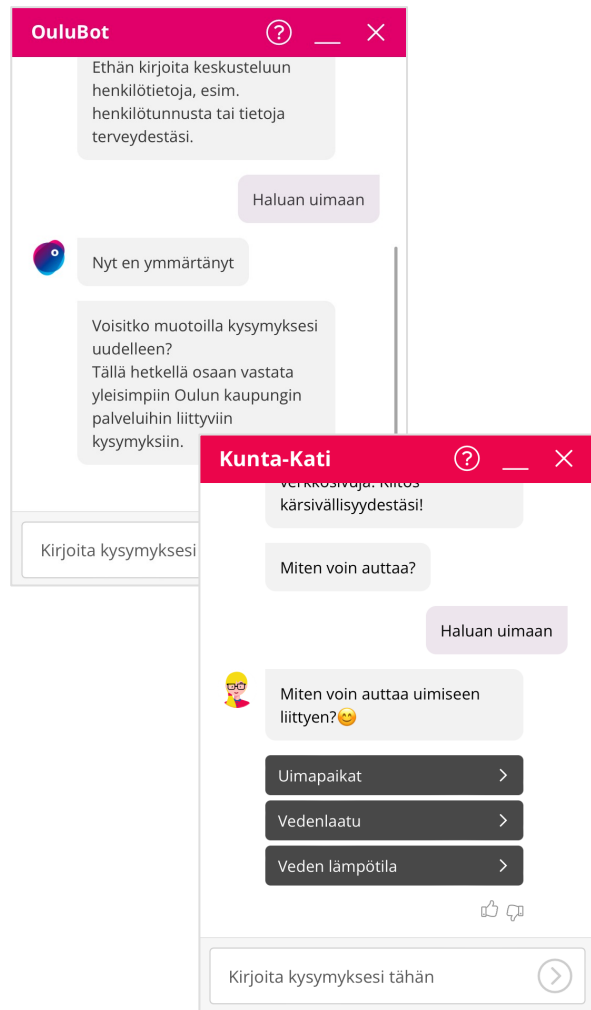 OuluBot
?
Ethän kirjoita keskusteluun
henkilötietoja, esim.
henkilötunnusta tai tietoja
terveydestäsi.
Haluan uimaan
Nyt en ymmärtänyt
Voisitko muotoilla kysymyksesi
uudelleen?
Tällä hetkellä osaan vastata
yleisimpiin Oulun kaupungin
palveluihin liittyviin
kysymyksiin.
Kirjoita kysymyksesi
Kunta-Kati
?
verkkosivuja. Kiitos
kärsivällisyydestäsi!
Miten voin auttaa?
Haluan uimaan
Miten voin auttaa uimiseen
liittyen?😊
Uimapaikat
Vedenlaatu
Veden lämpötila
Kirjoita kysymyksesi tähän